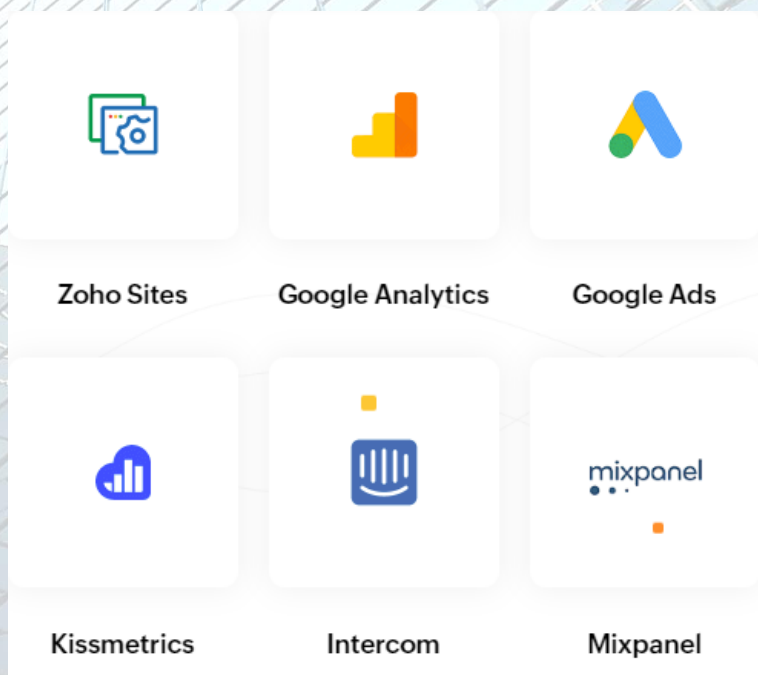 Zoho Sites
Google Analytics
Google Ads
mixpanel
Kissmetrics
Intercom
Mixpanel